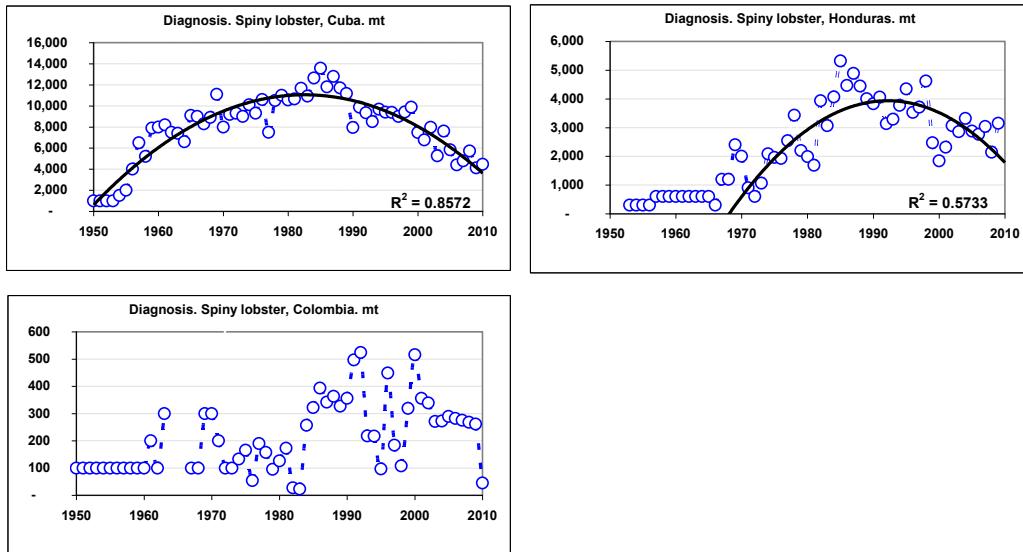 Diagnosis. Spiny lobster, Cuba. mt
16,000
14,000
12,000
10,000
8,000
6,000
4,000
2,000
-
R² = 0.8572
1950 1960 1970 1980 1990 2000 2010
Diagnosis. Spiny lobster, Honduras. mt
6,000
5,000
4,000
3,000
2,000
1,000
-
R² = 0.5733
1950 1960 1970 1980 1990 2000 2010
Diagnosis. Spiny lobster, Colombia. mt
600
500
400
300
200
100
-
1950 1960 1970 1980 1990 2000 2010